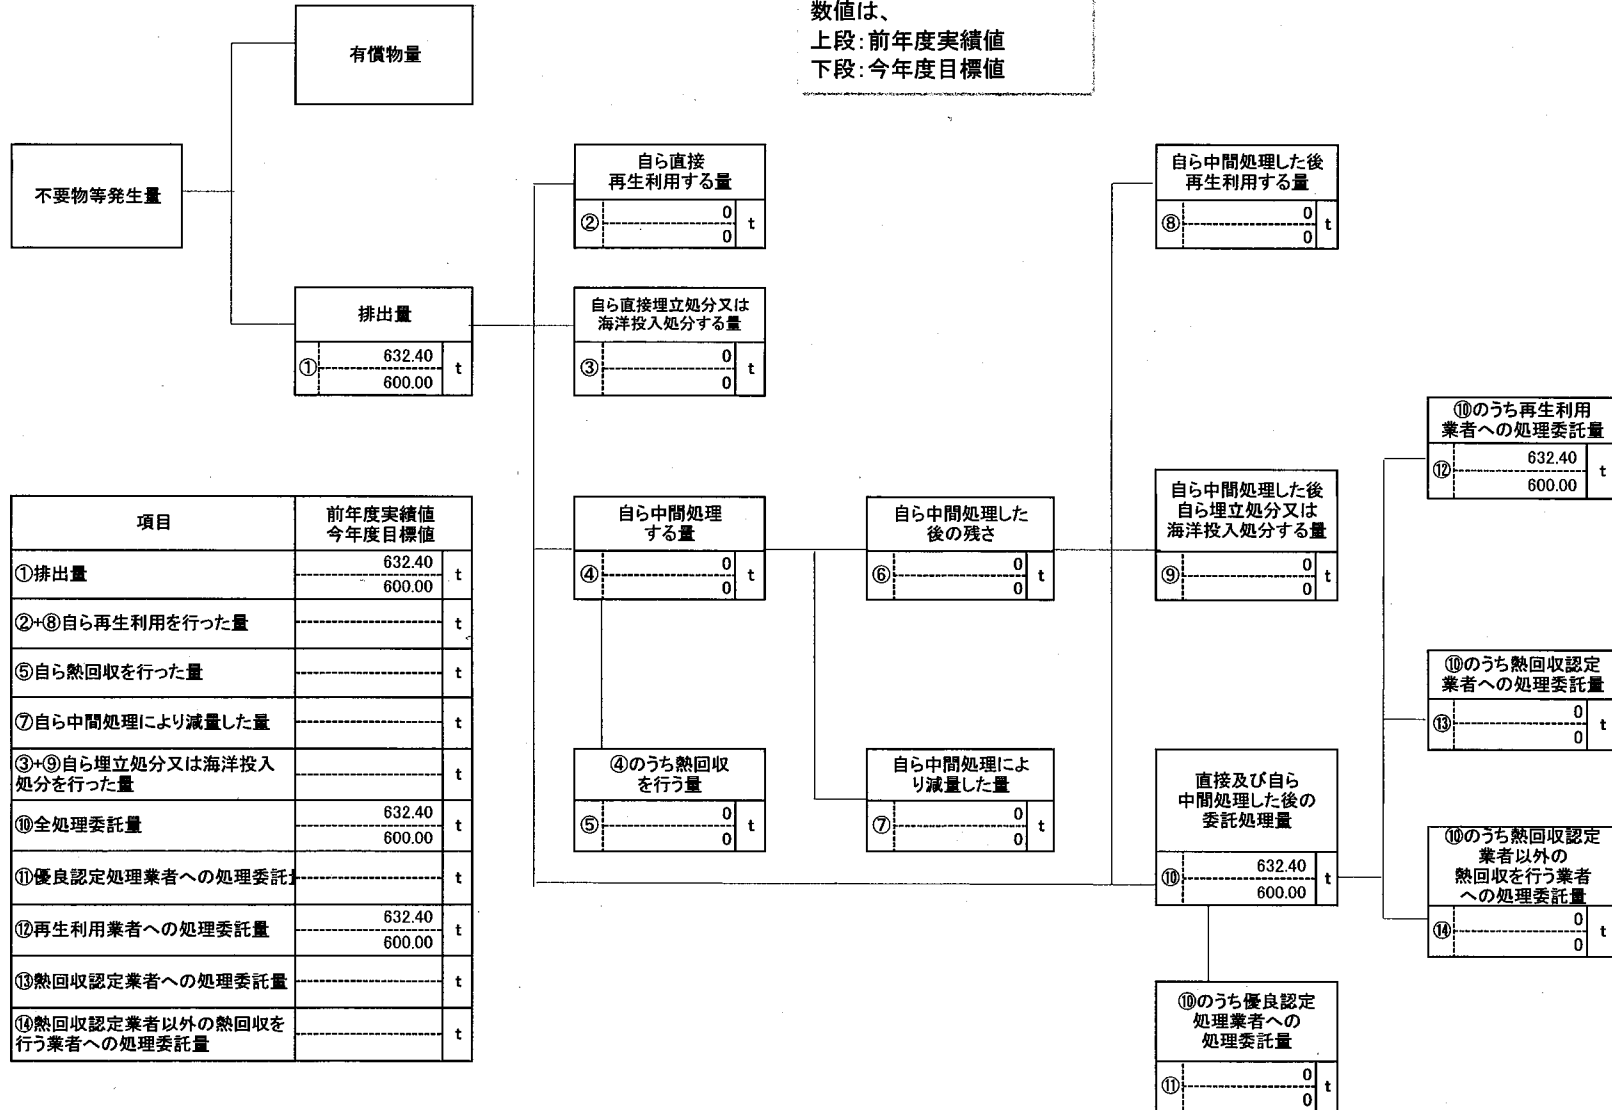 数値は、
上段:前年度実績値
下段:今年度目標値
有償物量
不要物等発生量
自ら直接
再生利用する量
② 0 t
0
自ら中間処理した後
再生利用する量
⑧ 0 t
0
排出量
① 632.40 t
600.00
自ら直接埋立処分又は
海洋投入処分する量
③ 0 t
0
⑩のうち再生利用
業者への処理委託量
⑫ 632.40 t
600.00
自ら中間処理
する量
④ 0 t
0
自ら中間処理した
後の残さ
⑥ 0 t
0
自ら中間処理した後
自ら埋立処分又は
海洋投入処分する量
⑨ 0 t
0
⑩のうち熱回収認定
業者への処理委託量
⑬ 0 t
0
④のうち熱回収
を行う量
⑤ 0 t
0
自ら中間処理によ
り減量した量
⑦ 0 t
0
直接及び自ら
中間処理した後の
委託処理量
⑩ 632.40 t
600.00
⑩のうち熱回収認定
業者以外の
熱回収を行う業者
への処理委託量
⑭ 0 t
0
⑩のうち優良認定
処理業者への
処理委託量
⑪ 0 t
0
項目 前年度実績値
今年度目標値
①排出量 632.40 t
600.00
②+⑧自ら再生利用を行った量 t
⑤自ら熱回収を行った量 t
⑦自ら中間処理により減量した量 t
③+⑨自ら埋立処分又は海洋投入
処分を行った量 t
⑩全処理委託量 632.40 t
600.00
⑪優良認定処理業者への処理委託 t
⑫再生利用業者への処理委託量 632.40 t
600.00
⑬熱回収認定業者への処理委託量 t
⑭熱回収認定業者以外の熱回収を
行う業者への処理委託量 t